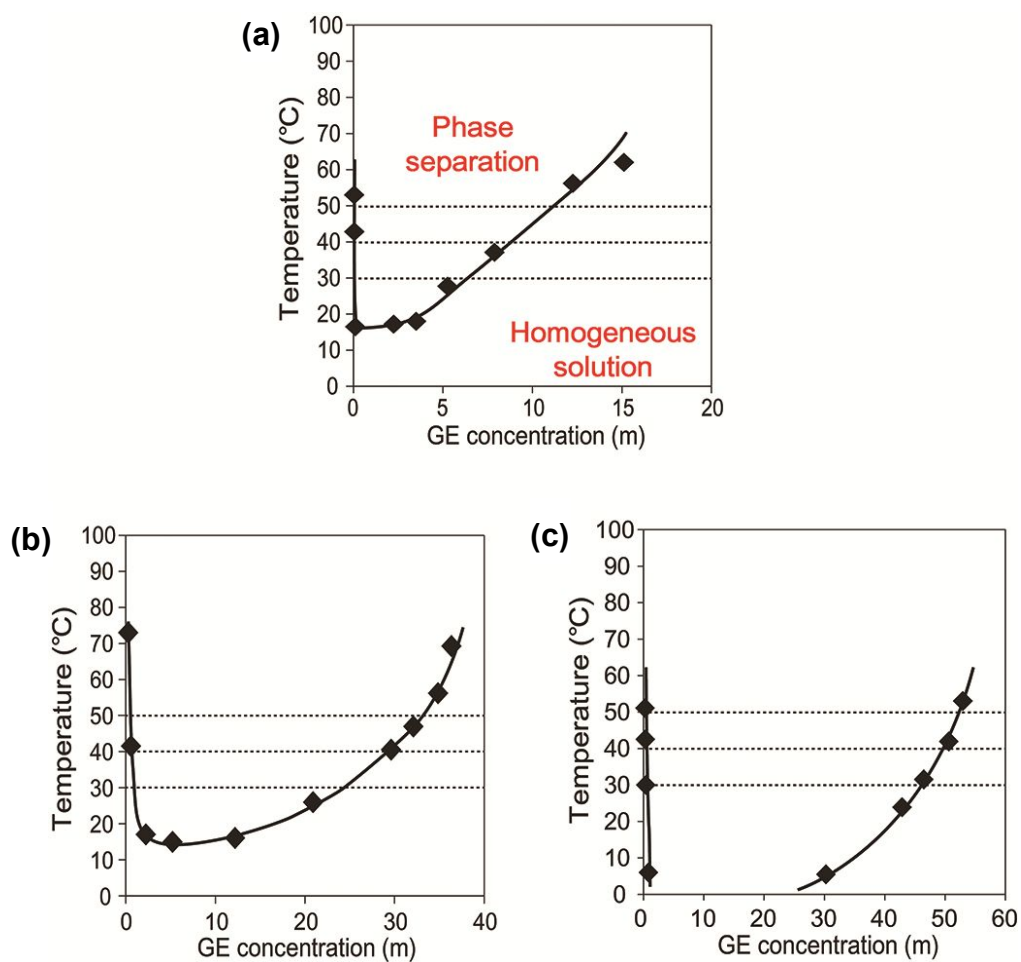 (a)
100
90
80
70
60
50
40
30
20
10
0
Temperature (°C)
Phase
separation
Homogeneous
solution
0 5 10 15 20
GE concentration (m)
(b)
100
90
80
70
60
50
40
30
20
10
0
Temperature (°C)
0 10 20 30 40
GE concentration (m)
(c)
100
90
80
70
60
50
40
30
20
10
0
Temperature (°C)
0 10 20 30 40 50 60
GE concentration (m)